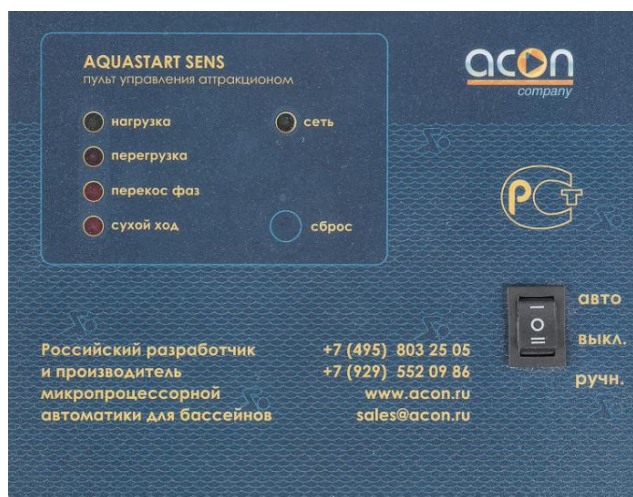 AQUASTART SENS
пульт управления аттракционом
нагрузка
сеть
перегрузка
перекос фаз
сухой ход
сброс
acon
company
РСТ
I
O
II
авто
выкл.
ручн.
Российский разработчик
и производитель
микропроцессорной
автоматики для бассейнов
+7 (495) 803 25 05
+7 (929) 552 09 86
www.acon.ru
sales@acon.ru